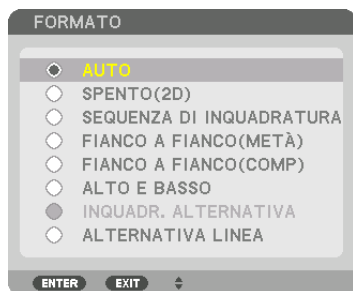 FORMATO
AUTO
SPENTO(2D)
SEQUENZA DI INQUADRATURA
FIANCO A FIANCO(METÀ)
FIANCO A FIANCO(COMP)
ALTO E BASSO
INQUADR. ALTERNATIVA
ALTERNATIVA LINEA
ENTER EXIT